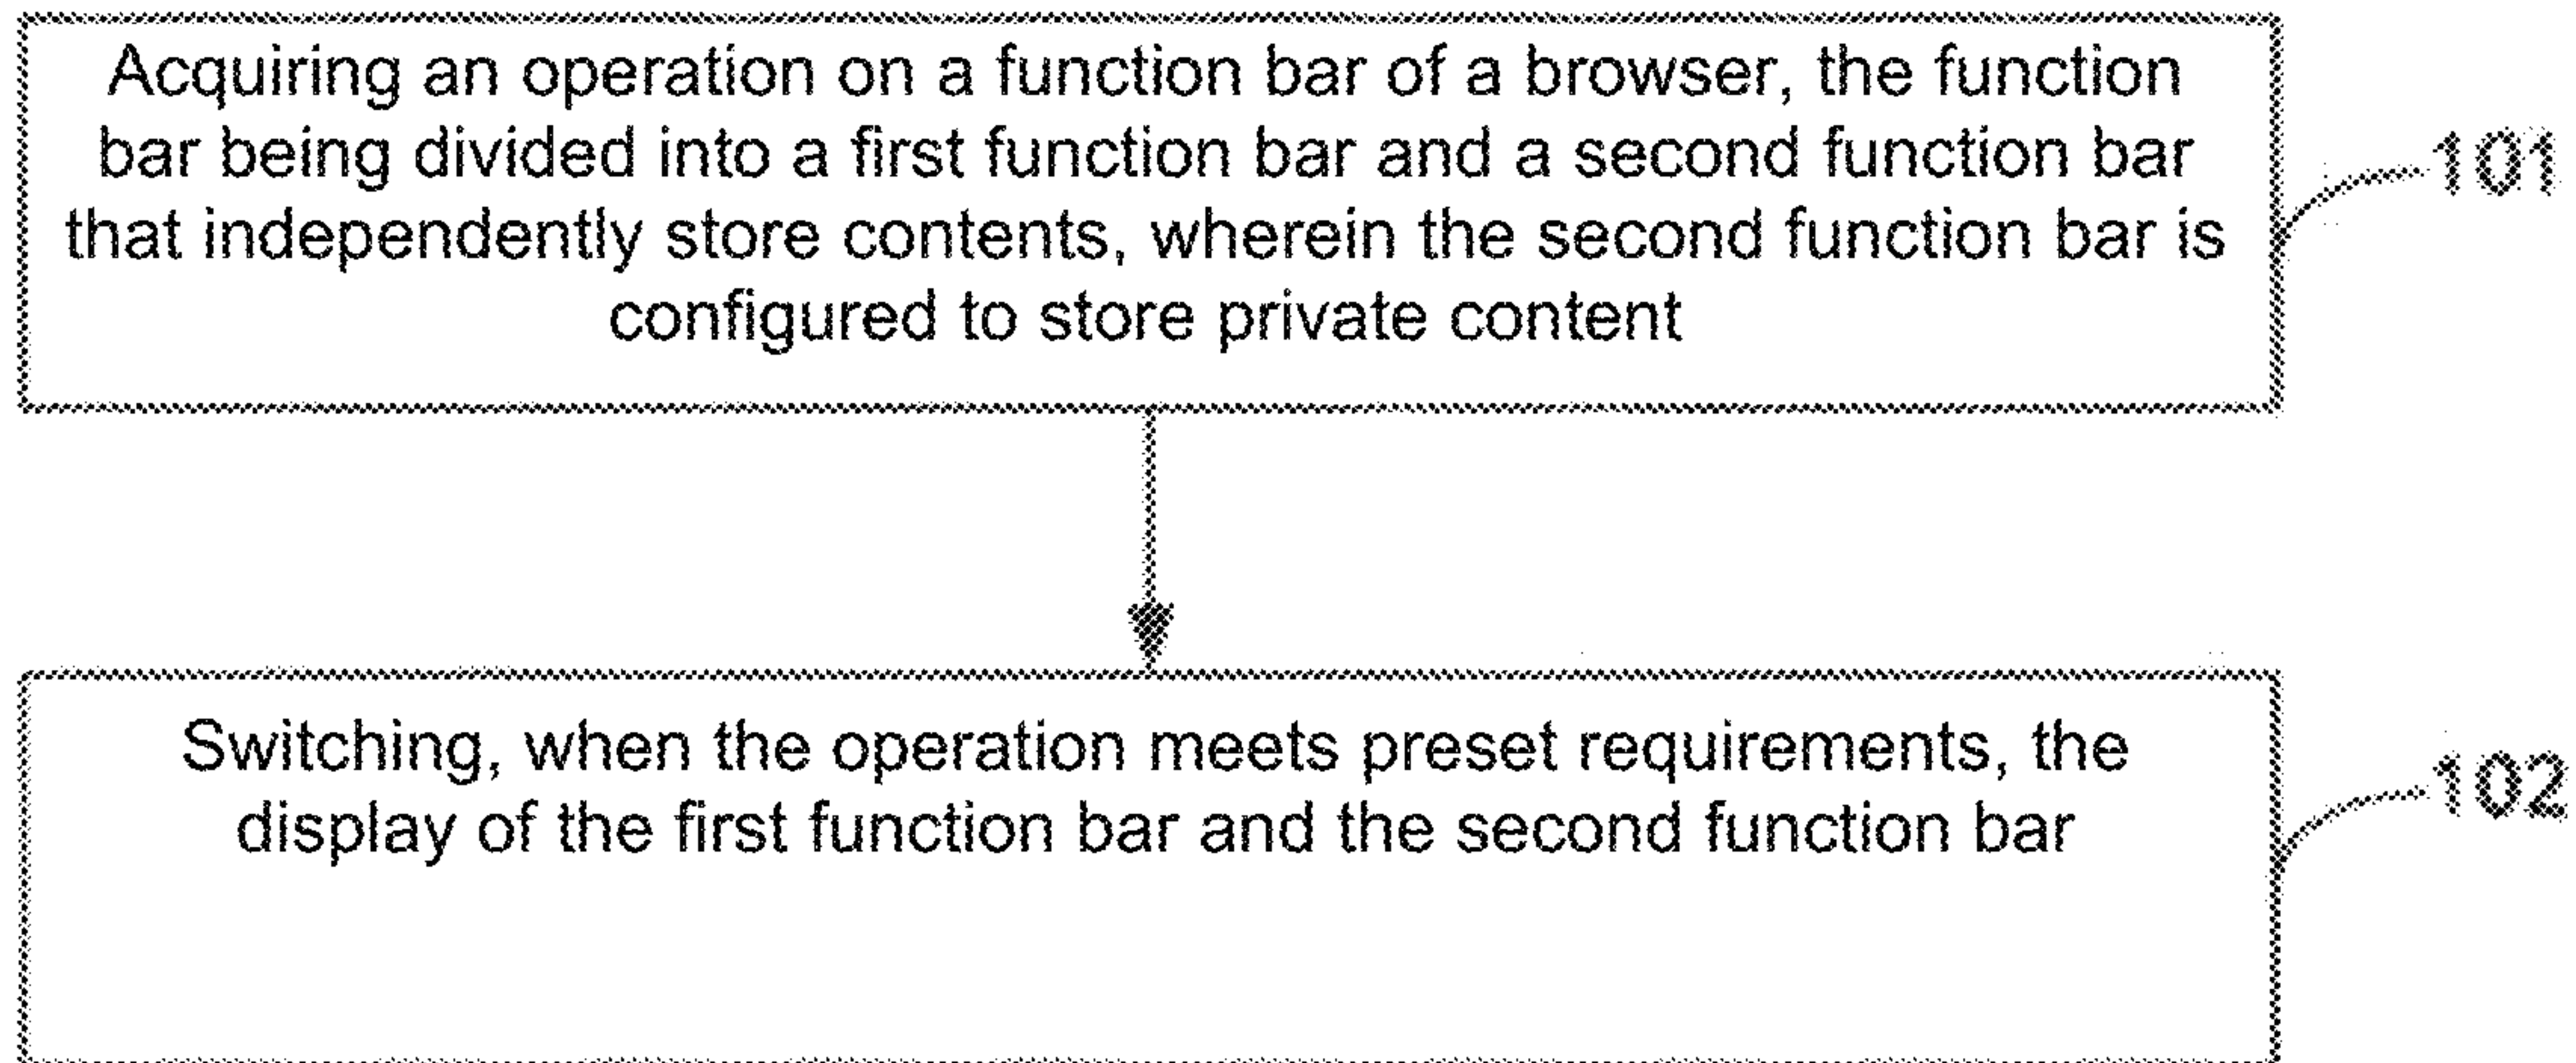 Acquiring an operation on a function bar of a browser, the function
bar being divided into a first function bar and a second function bar
that independently store contents, wherein the second function bar is
configured to store private content
101
Switching, when the operation meets preset requirements, the
display of the first function bar and the second function bar
102